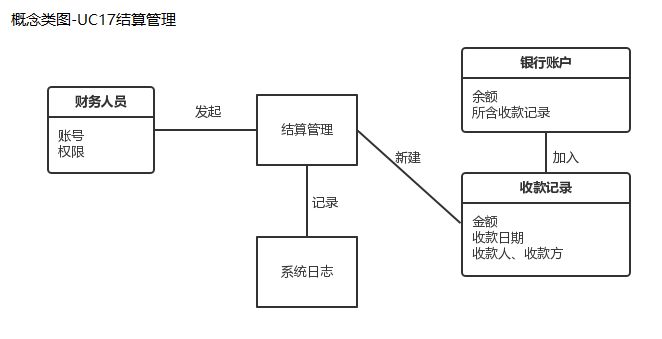 概念类图-UC17结算管理
财务人员
账号
权限
发起
结算管理
记录
系统日志
新建
银行账户
余额
所含收款记录
加入
收款记录
金额
收款日期
收款人、收款方